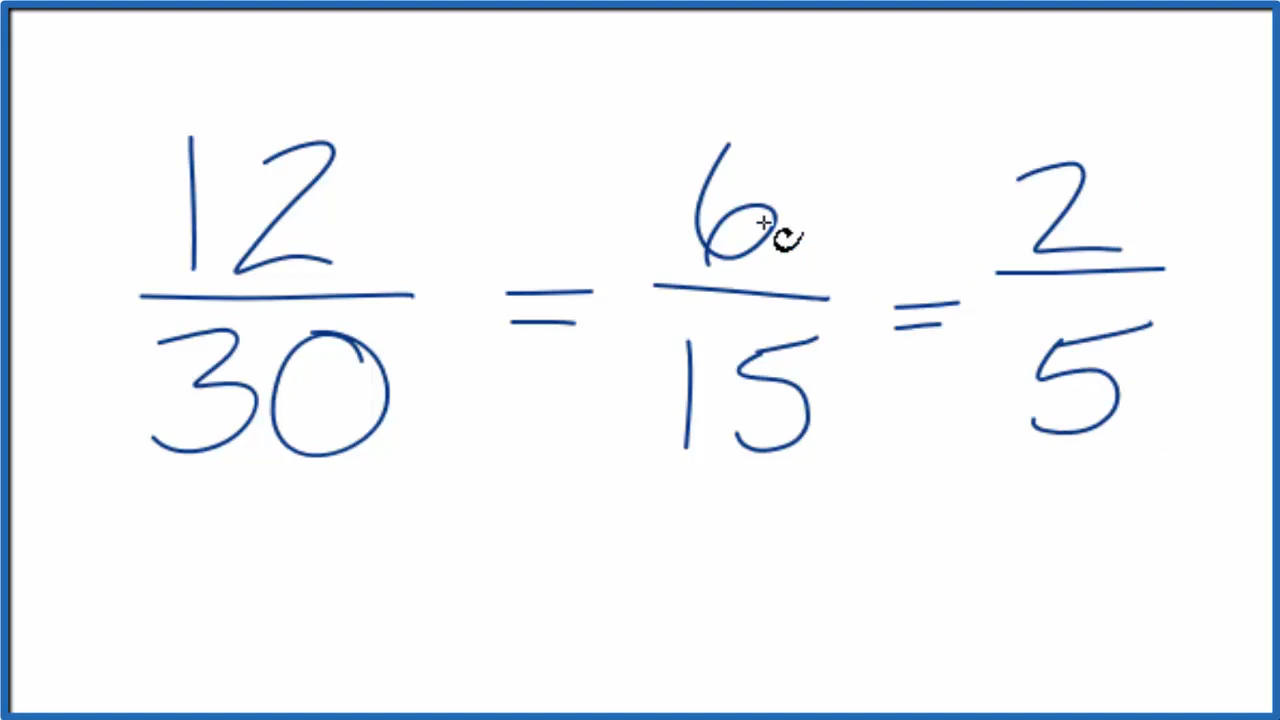 12/30 = 6/15 = 2/5